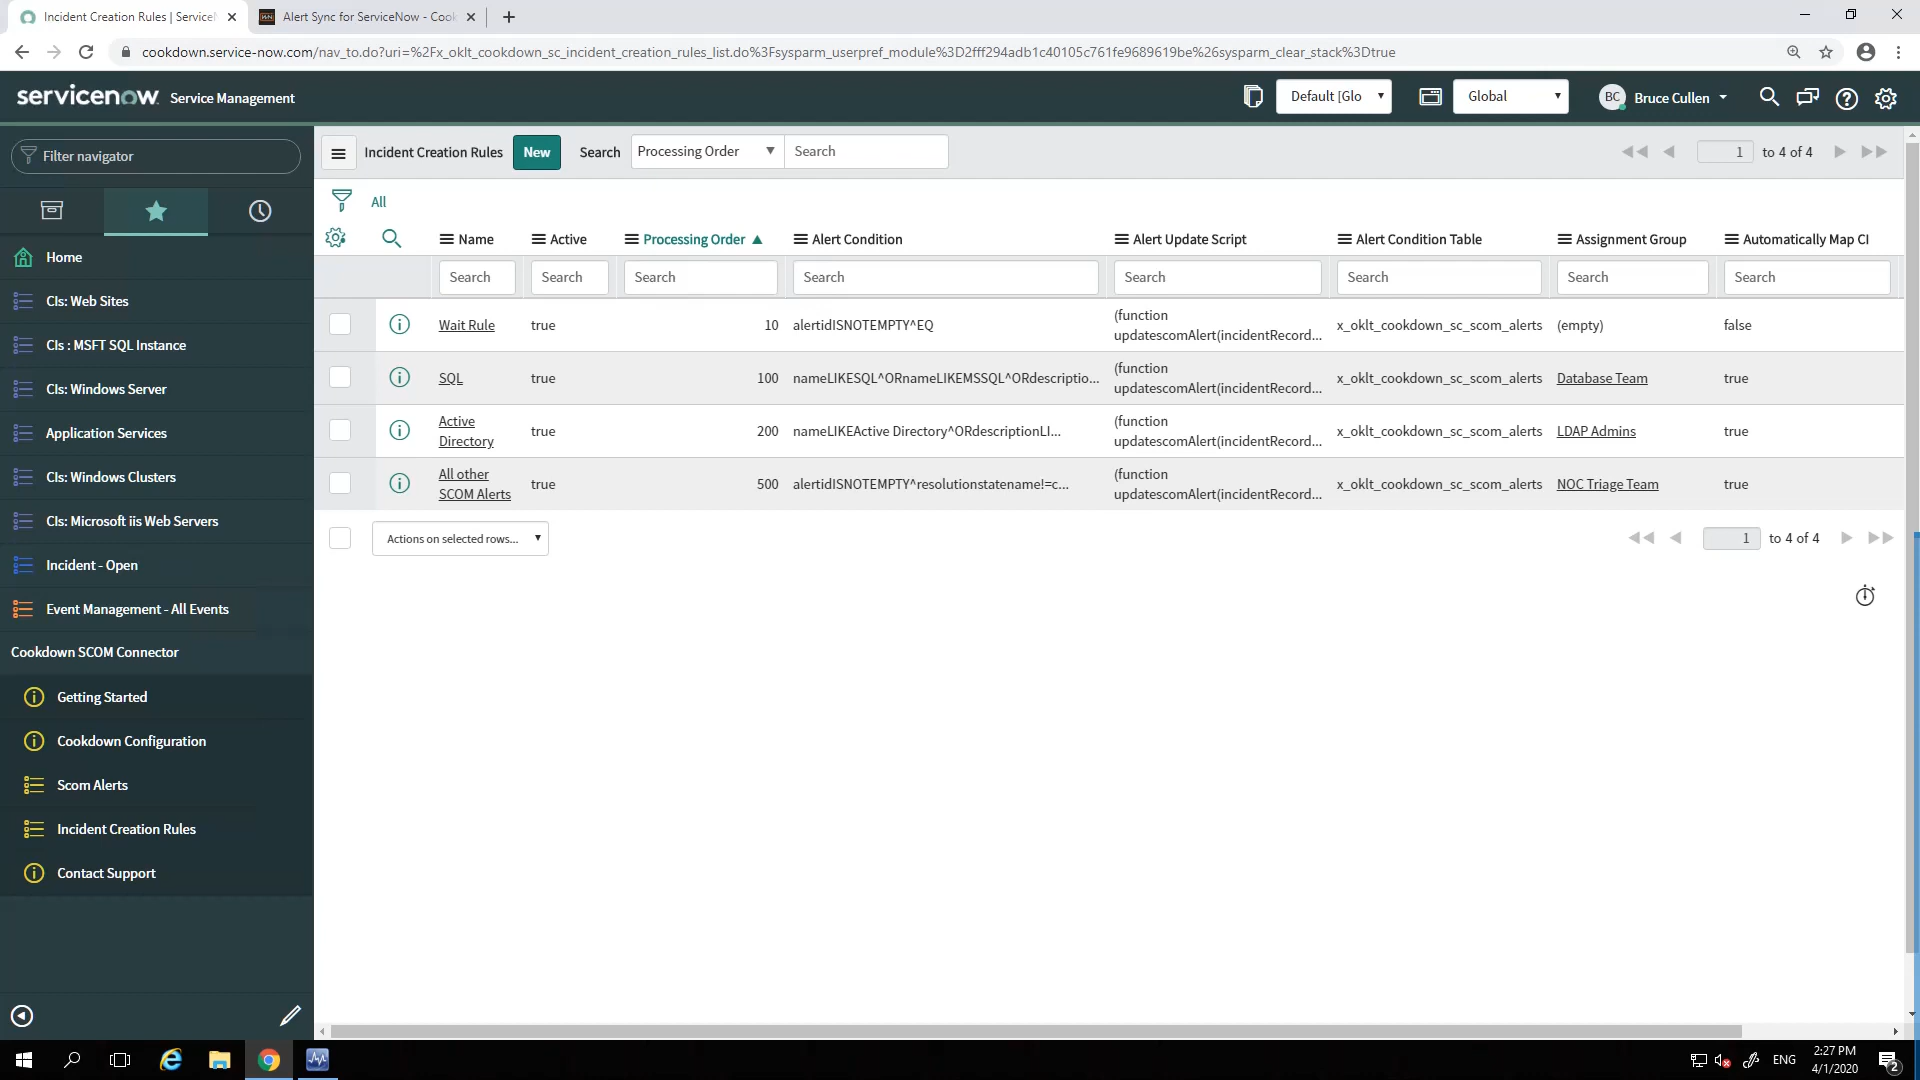 Incident Creation Rules | Service
Alert Sync for ServiceNow - Cook
cookdown.service-now.com/nav_to.do?uri=%2Fx_oklt_cookdown_sc_incident_creation_rules_list.do%3Fsysparm_userpref_module%3D2fff294adb1c40105c761fe9689619be%26sysparm_clear_stack%3Dtrue
servicenow Service Management
Default [Glo
Global
BC Bruce Cullen
Filter navigator
Home
CIs: Web Sites
CIs : MSFT SQL Instance
CIs: Windows Server
Application Services
CIs: Windows Clusters
CIs: Microsoft iis Web Servers
Incident - Open
Event Management - All Events
Cookdown SCOM Connector
Getting Started
Cookdown Configuration
Scom Alerts
Incident Creation Rules
Contact Support
Incident Creation Rules New Search Processing Order Search 1 to 4 of 4
All
Name Active Processing Order Alert Condition Alert Update Script Alert Condition Table Assignment Group Automatically Map CI
Search Search Search Search Search Search Search Search
Wait Rule true 10 alertidISNOTEMPTY^EQ (function updatescomAlert(incidentRecord... x_oklt_cookdown_sc_scom_alerts (empty) false
SQL true 100 nameLIKESQL^ORnameLIKEMSSQL^ORdescriptio... (function updatescomAlert(incidentRecord... x_oklt_cookdown_sc_scom_alerts Database Team true
Active Directory true 200 nameLIKEActive Directory^ORdescriptionLI... (function updatescomAlert(incidentRecord... x_oklt_cookdown_sc_scom_alerts LDAP Admins true
All other SCOM Alerts true 500 alertidISNOTEMPTY^resolutionstatename!=c... (function updatescomAlert(incidentRecord... x_oklt_cookdown_sc_scom_alerts NOC Triage Team true
Actions on selected rows... 1 to 4 of 4
ENG
2:27 PM
4/1/2020
2